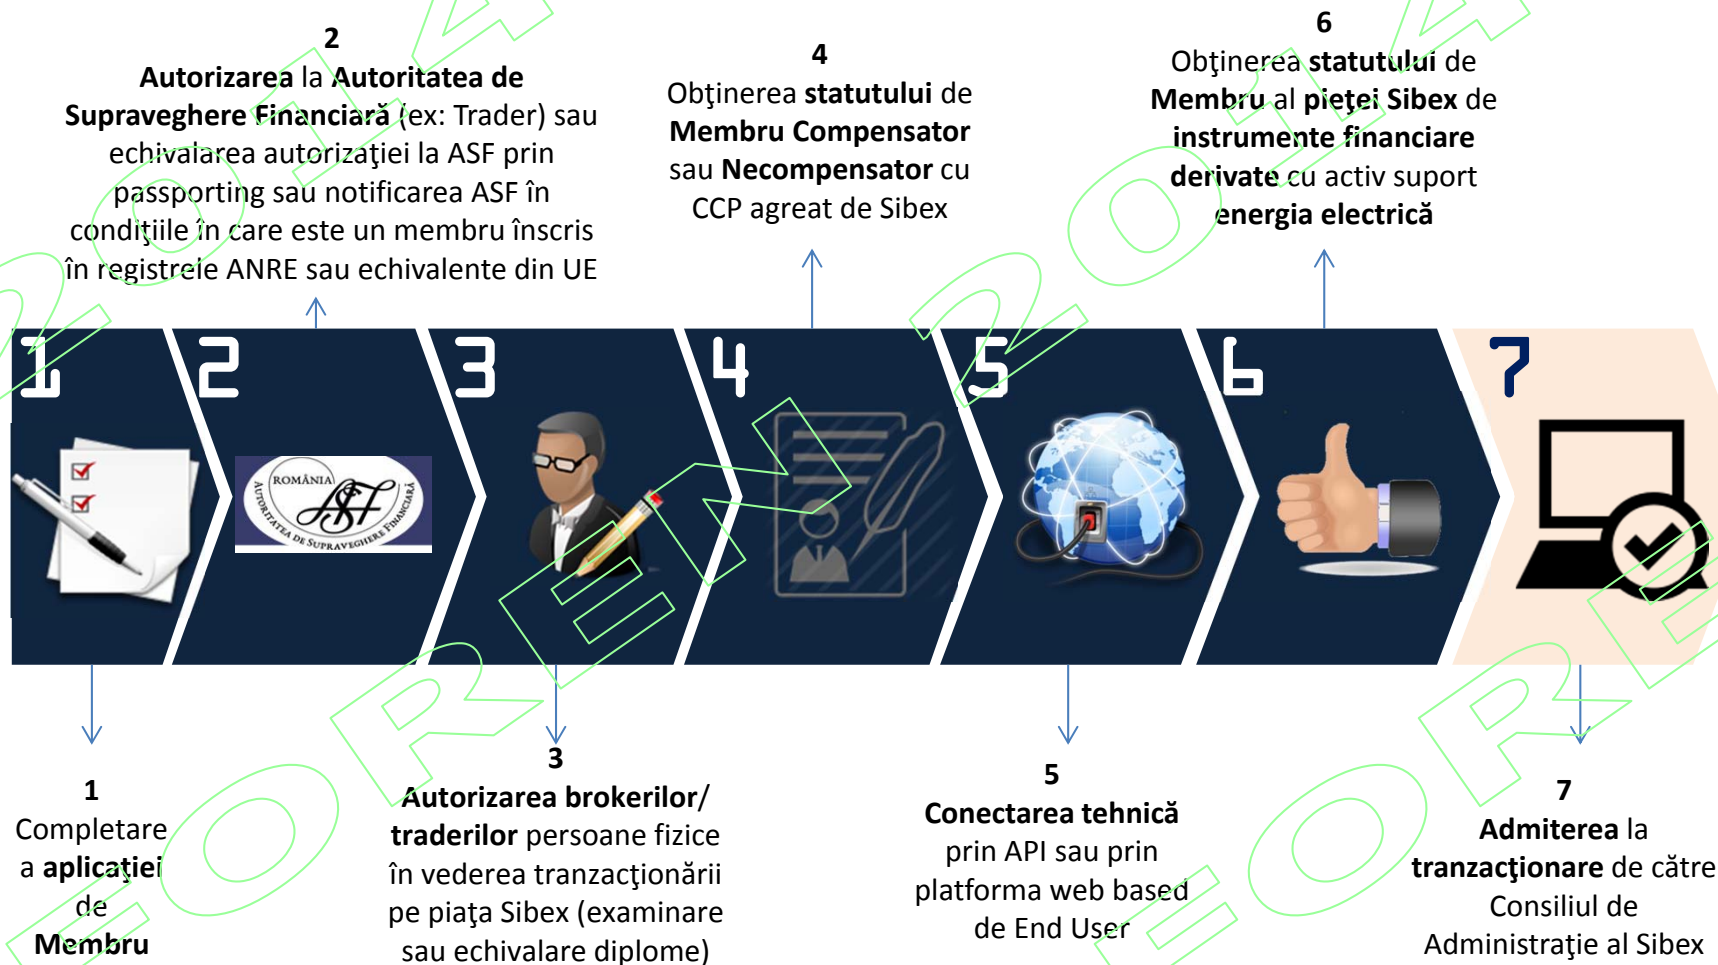 2
Autorizarea la Autoritatea de
Supraveghere Financiară (ex: Trader) sau
echivalarea autorizaţiei la ASF prin
passporting sau notificarea ASF în
condiţiile în care este un membru înscris
în registrele ANRE sau echivalente din UE
4
Obţinerea statutului de
Membru Compensator
sau Necompensator cu
CCP agreat de Sibex
6
Obţinerea statutului de
Membru al pieţei Sibex de
instrumente financiare
derivate cu activ suport
energia electrică
1
2
3
4
5
6
7
ROMÂNIA
ASF
AUTORITATEA DE SUPRAVEGHERE FINANCIARĂ
1
Completare
a aplicaţiei
de
Membru
3
Autorizarea brokerilor/
traderilor persoane fizice
în vederea tranzacţionării
pe piaţa Sibex (examinare
sau echivalare diplome)
5
Conectarea tehnică
prin API sau prin
platforma web based
de End User
7
Admiterea la
tranzacţionare de către
Consiliul de
Administraţie al Sibex
EOREM 2014
EORE
2014